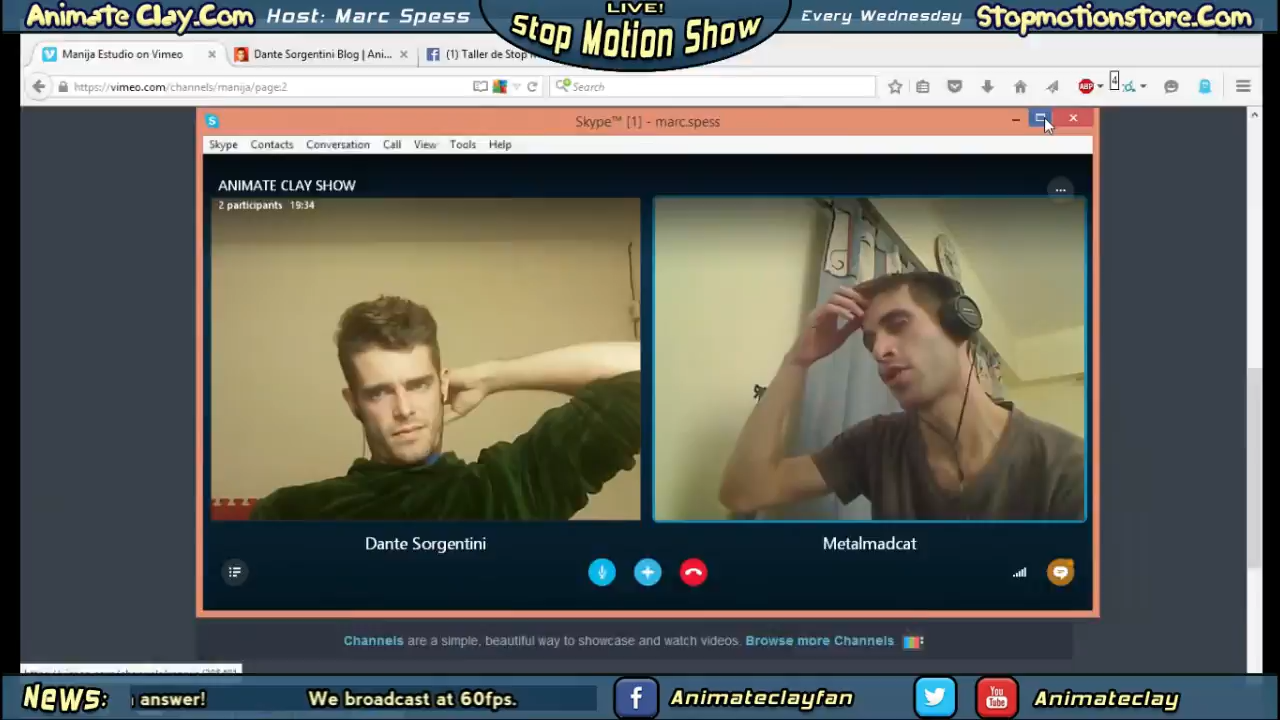 Animate Clay.Com
Host: Marc Spess
LIVE!
Stop Motion Show
Every Wednesday
Stopmotionstore.Com
Manija Estudio on Vimeo
Dante Sorgentini Blog | Ani...
(1) Taller de Stop
https://vimeo.com/channels/manija/page:2
Search
ABP
4
Skype™ [1] - marc.spess
Skype Contacts Conversation Call View Tools Help
ANIMATE CLAY SHOW
2 participants 19:34
Dante Sorgentini
Metalmadcat
Channels are a simple, beautiful way to showcase and watch videos. Browse more Channels
News:
answer!
We broadcast at 60fps.
Animateclayfan
You Tube
Animateclay